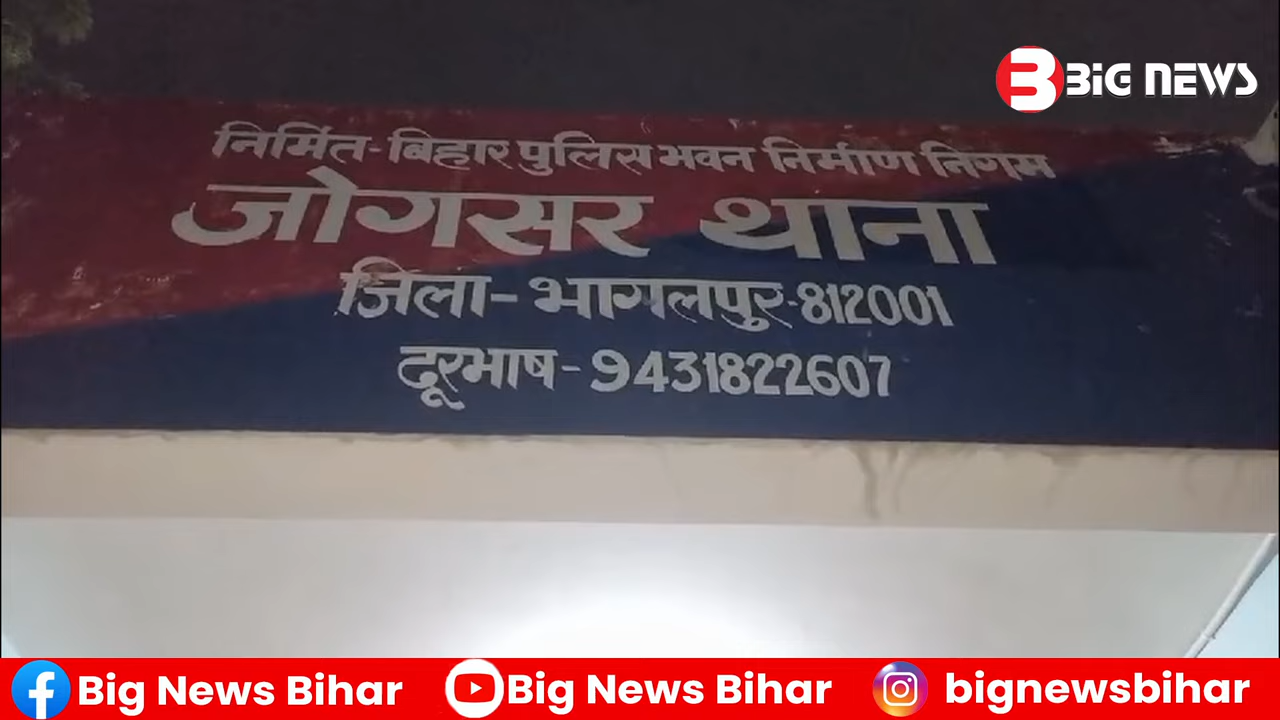 BIG NEWS
निर्मित- बिहार पुलिस भवन निर्माण निगम
जोगसर थाना
जिला- भागलपुर-812001
दूरभाष- 9431822607
Big News Bihar Big News Bihar bignewsbihar